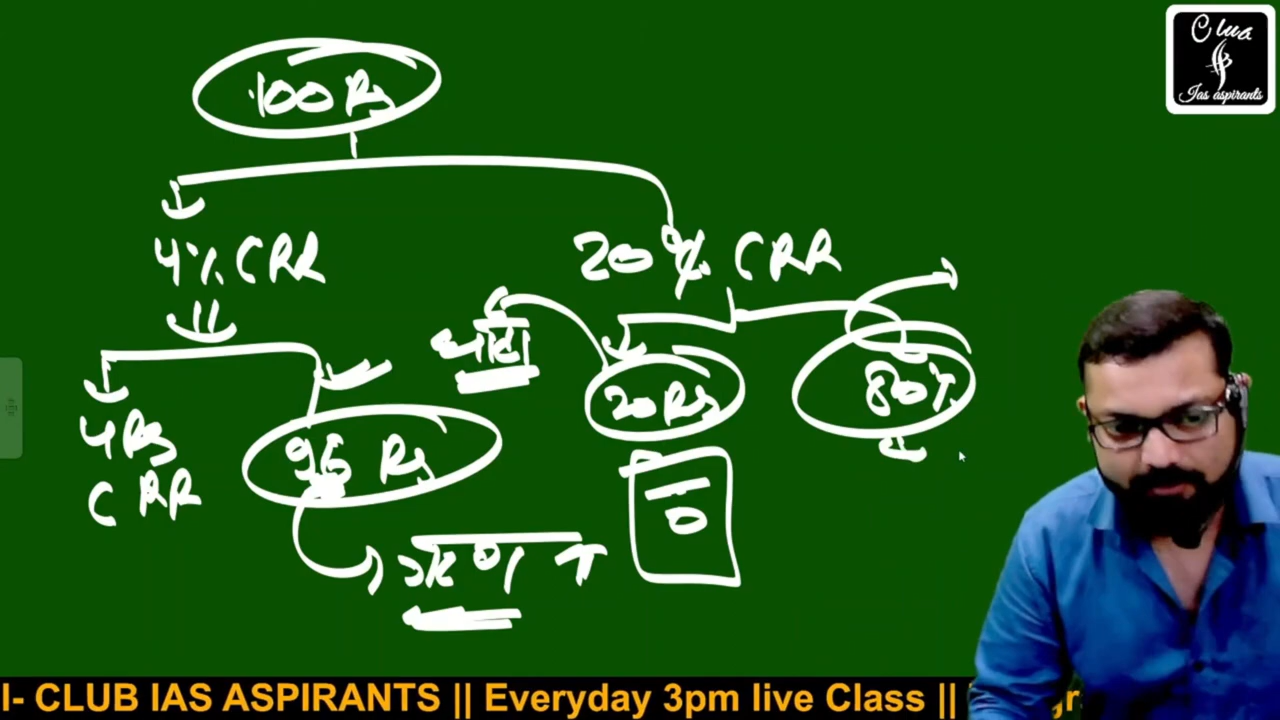 Club
Ias aspirants
100 Rs
4% CRR
20% CRR
घाटा
4 Rs
CRR
96 Rs
20 Rs
80%
0
I- CLUB IAS ASPIRANTS || Everyday 3pm live Class ||